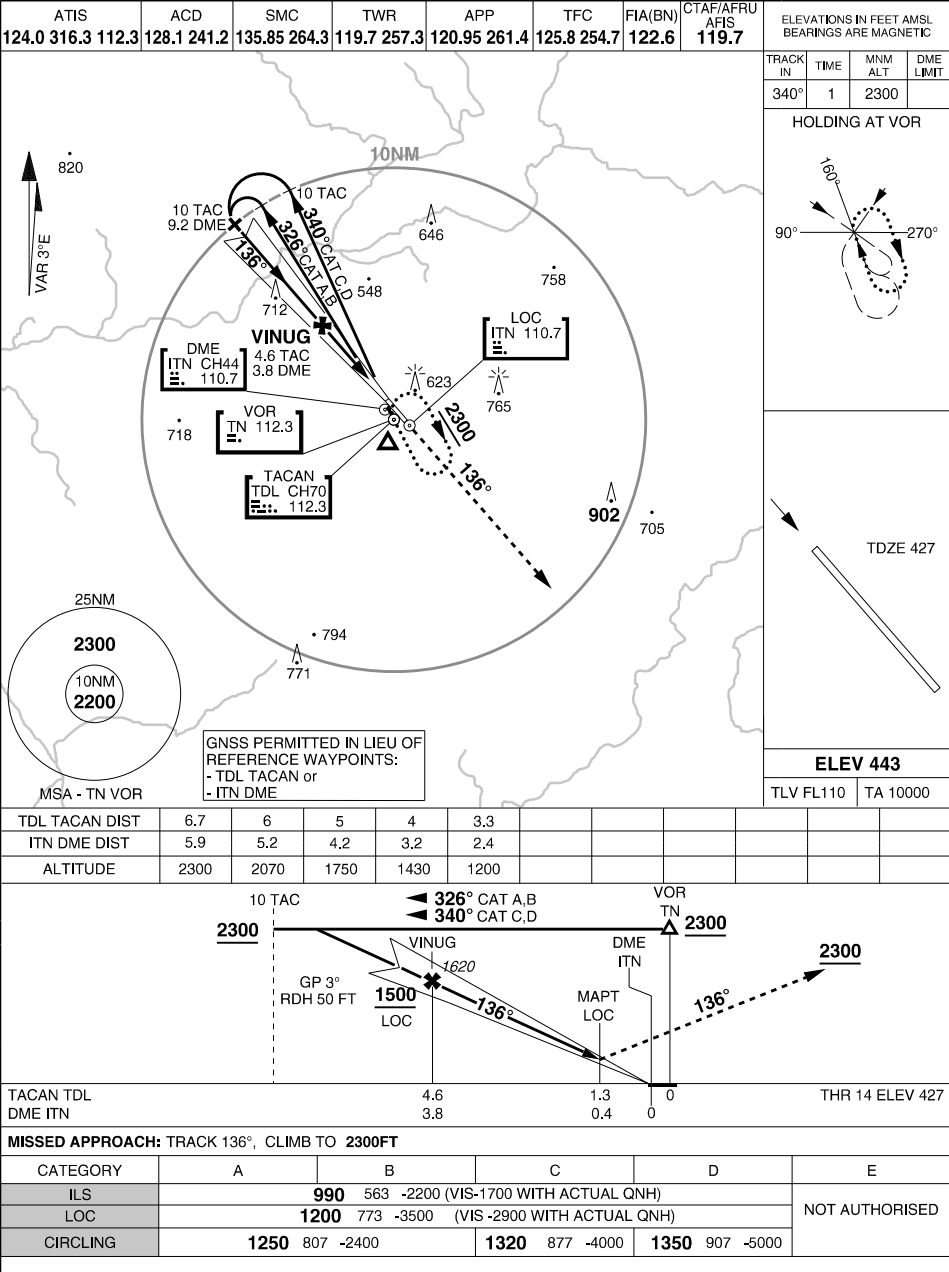 ATIS ACD SMC TWR APP TFC FIA(BN) CTAF/AFRU AFIS
124.0 316.3 112.3 128.1 241.2 135.85 264.3 119.7 257.3 120.95 261.4 125.8 254.7 122.6 119.7
ELEVATIONS IN FEET AMSL
BEARINGS ARE MAGNETIC
TRACK IN TIME MNM ALT DME LIMIT
340° 1 2300
HOLDING AT VOR
160°
90° 270°
820
VAR 3°E
10NM
10 TAC
10 TAC
9.2 DME
136°
326° CAT A,B
340° CAT C,D
646
548
758
712
VINUG
4.6 TAC
3.8 DME
LOC
ITN 110.7
DME
ITN CH44
110.7
VOR
TN 112.3
TACAN
TDL CH70
112.3
623
765
718
2300
136°
902
705
794
771
25NM
2300
10NM
2200
MSA - TN VOR
GNSS PERMITTED IN LIEU OF
REFERENCE WAYPOINTS:
- TDL TACAN or
- ITN DME
TDZE 427
ELEV 443
TLV FL110 TA 10000
TDL TACAN DIST 6.7 6 5 4 3.3
ITN DME DIST 5.9 5.2 4.2 3.2 2.4
ALTITUDE 2300 2070 1750 1430 1200
10 TAC
326° CAT A,B
340° CAT C,D
VOR
TN
2300
2300
VINUG
1620
GP 3°
RDH 50 FT
1500
LOC
136°
DME
ITN
MAPT
LOC
136°
2300
TACAN TDL 4.6 1.3 0 THR 14 ELEV 427
DME ITN 3.8 0.4 0
MISSED APPROACH: TRACK 136°, CLIMB TO 2300FT
CATEGORY A B C D E
ILS 990 563 -2200 (VIS-1700 WITH ACTUAL QNH)
LOC 1200 773 -3500 (VIS -2900 WITH ACTUAL QNH)
NOT AUTHORISED
CIRCLING 1250 807 -2400 1320 877 -4000 1350 907 -5000